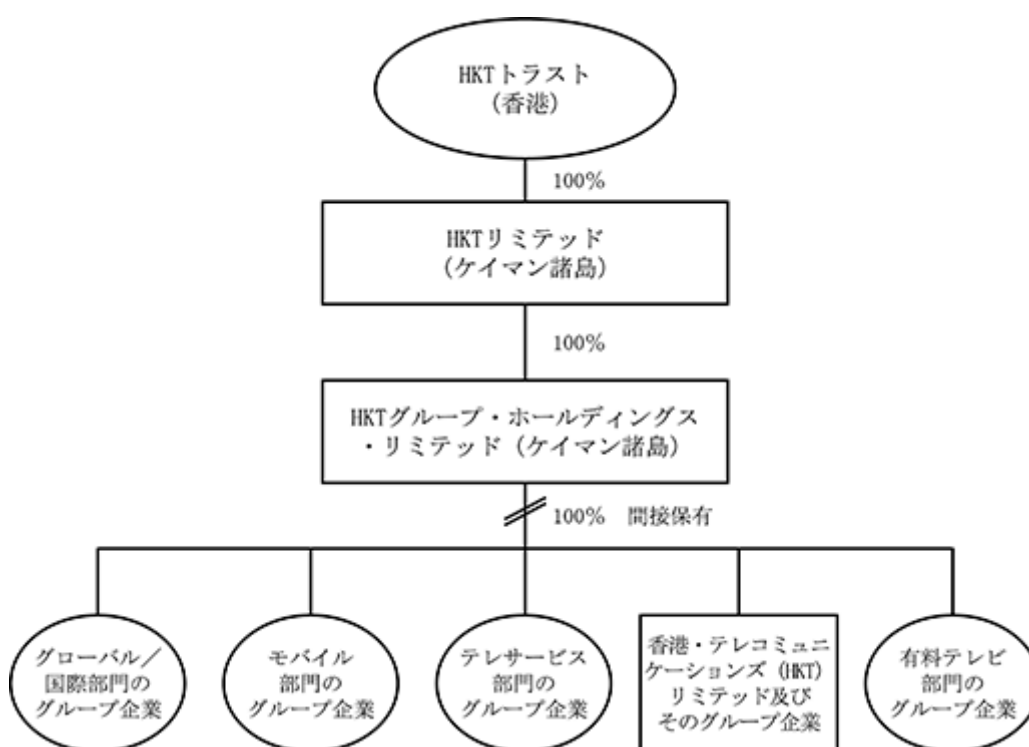 HKTトラスト
(香港)
100%
HKTリミテッド
(ケイマン諸島)
100%
HKTグループ・ホールディングス
・リミテッド (ケイマン諸島)
100% 間接保有
グローバル／
国際部門の
グループ企業
モバイル
部門の
グループ企業
テレサービス
部門の
グループ企業
香港・テレコミュニ
ケーションズ (HKT)
リミテッド及び
そのグループ企業
有料テレビ
部門の
グループ企業